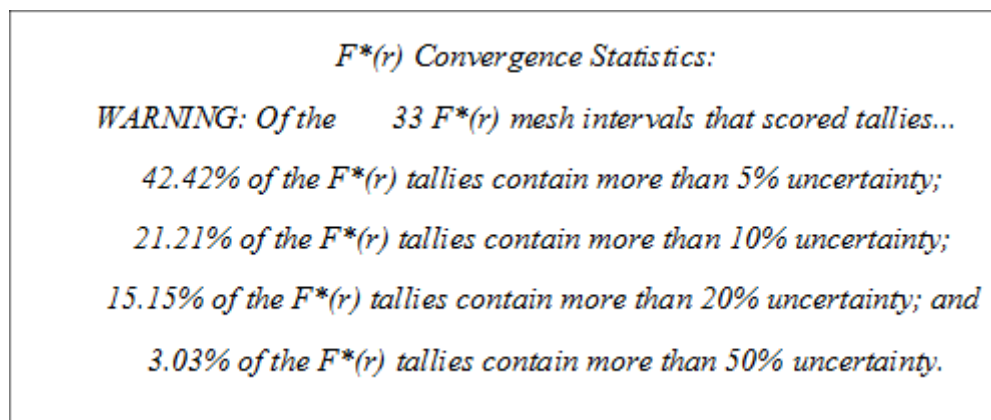 F*(r) Convergence Statistics:
WARNING: Of the 33 F*(r) mesh intervals that scored tallies...
42.42% of the F*(r) tallies contain more than 5% uncertainty;
21.21% of the F*(r) tallies contain more than 10% uncertainty;
15.15% of the F*(r) tallies contain more than 20% uncertainty; and
3.03% of the F*(r) tallies contain more than 50% uncertainty.